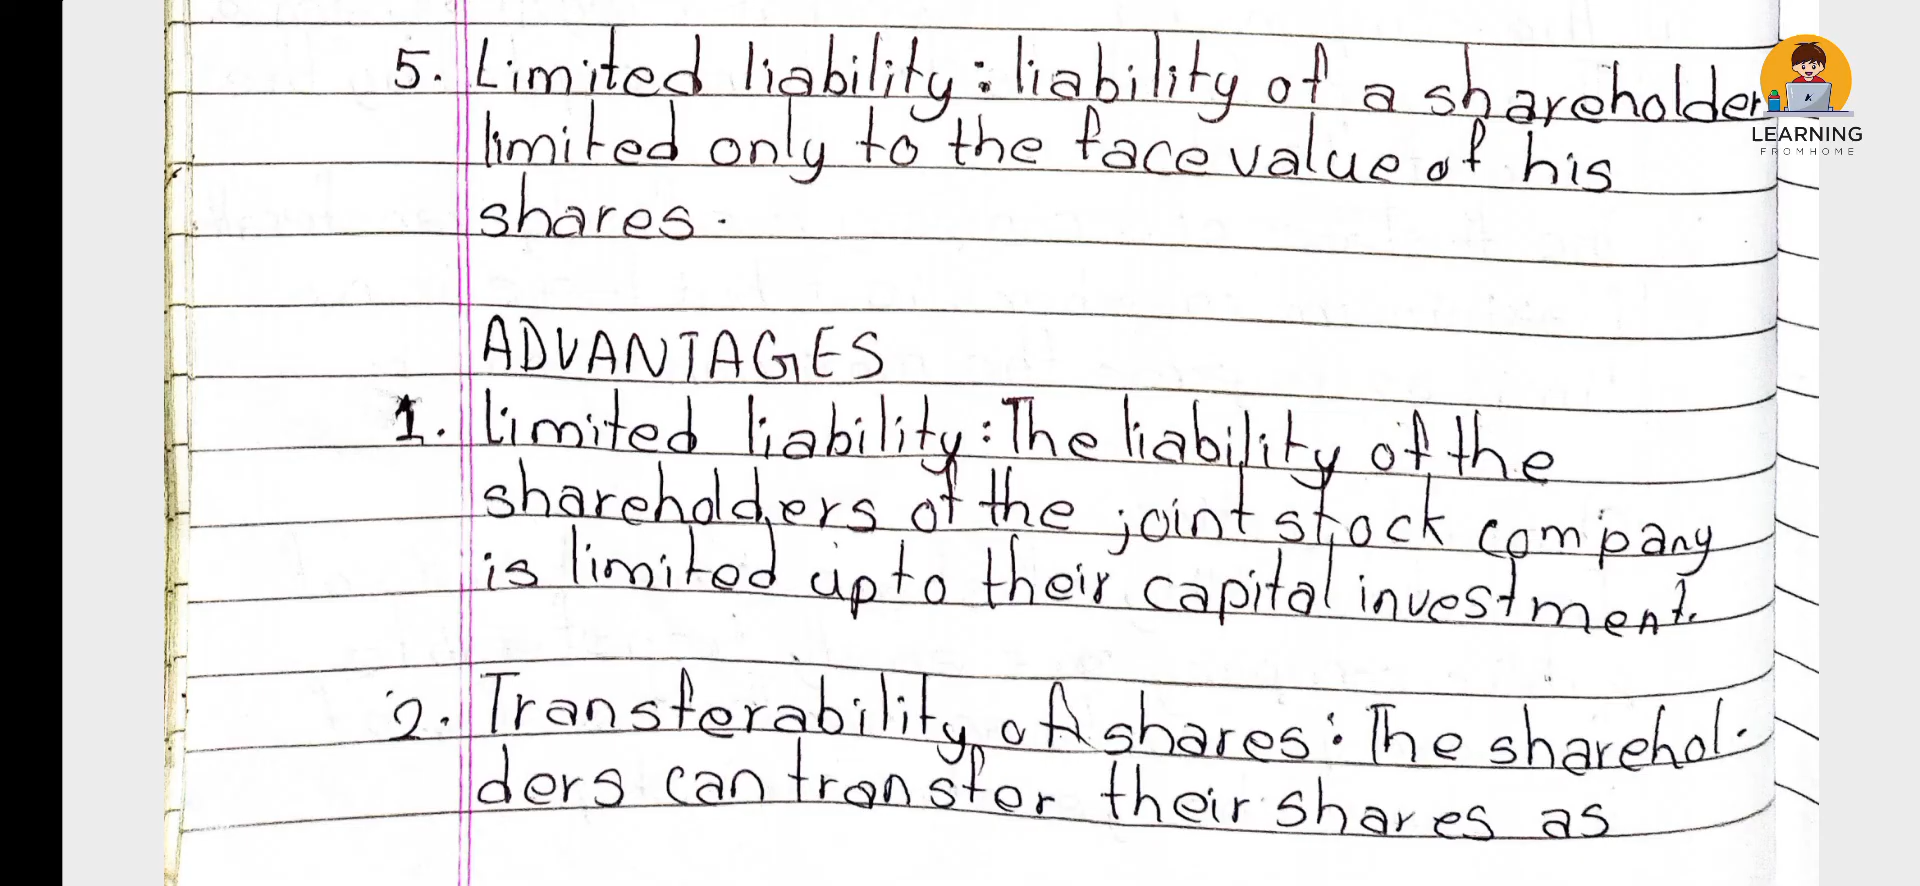 5. Limited liability: liability of a shareholder
limited only to the face value of his
shares.
ADVANTAGES
1. Limited liability: The liability of the
shareholders of the joint stock company
is limited upto their capital investment.
2. Transferability of shares: The sharehol-
ders can transfer their shares as
LEARNING
FROMHOME